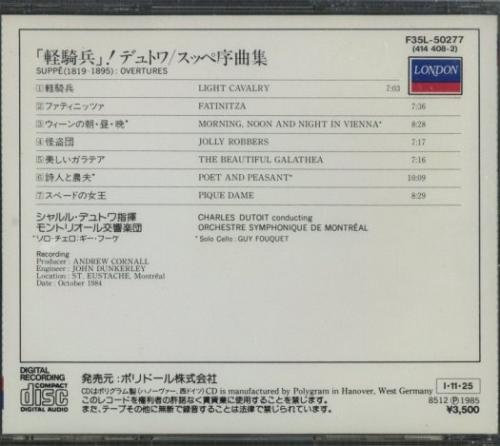 F35L-50277
(414 408-2)
「軽騎兵」！デュトワ/スッペ序曲集
SUPPÉ(1819-1895): OVERTURES
LONDON
①軽騎兵 LIGHT CAVALRY 7:03
②ファティニッツァ FATINITZA 7:36
③ウィーンの朝・昼・晩* MORNING, NOON AND NIGHT IN VIENNA* 8:28
④怪盗団 JOLLY ROBBERS 7:17
⑤美しいガラテア THE BEAUTIFUL GALATHEA 7:16
⑥詩人と農夫* POET AND PEASANT* 10:09
⑦スペードの女王 PIQUE DAME 8:29
シャルル・デュトワ指揮 CHARLES DUTOIT conducting
モントリオール交響楽団 ORCHESTRE SYMPHONIQUE DE MONTRÉAL
*ソロ・チェロ：ギー・フーケ * Solo Cello: GUY FOUQUET
Recording
Producer: ANDREW CORNALL
Engineer: JOHN DUNKERLEY
Location: ST. EUSTACHE, Montréal
Date: October 1984
DIGITAL RECORDING
COMPACT disc DIGITAL AUDIO
発売元：ポリドール株式会社
CDはポリグラム製(ハノーヴァー、西ドイツ)CD is manufactured by Polygram in Hanover, West Germany
このレコードを権利者の許諾なく賃貸業に使用することを禁じます。
また、テープその他に無断で録音することは法律で禁じられています。
I・11・25
8512 Ⓟ 1985
¥3,500